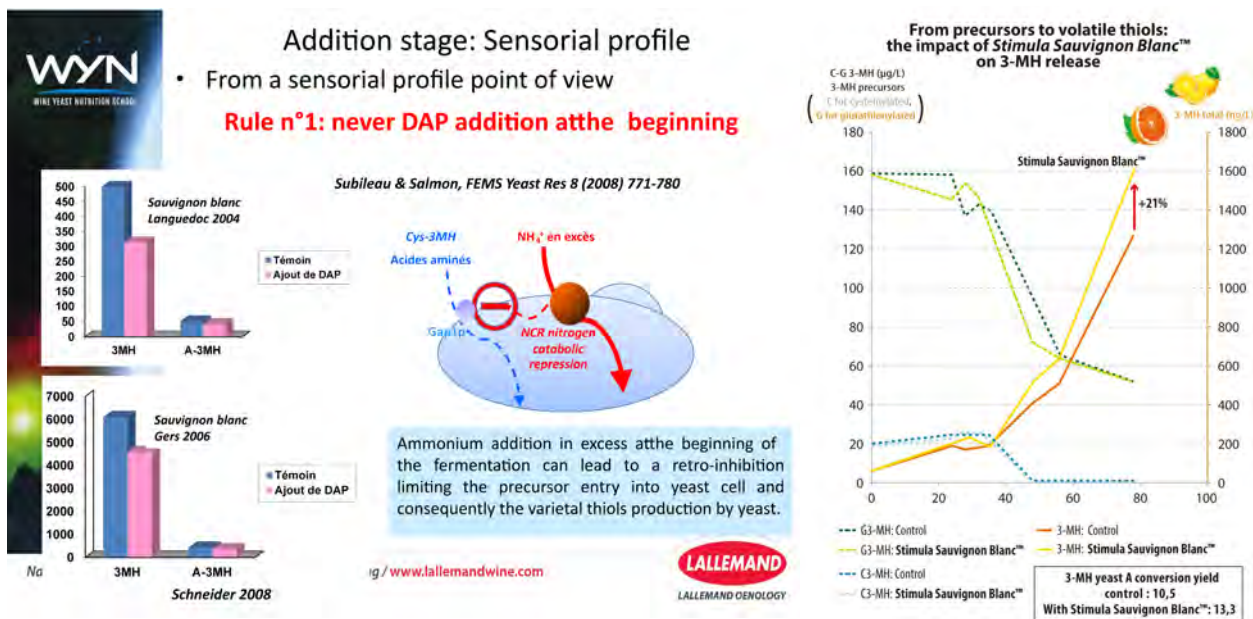 WYN
WINE YEAST NUTRITION SCHOOL
Addition stage: Sensorial profile
• From a sensorial profile point of view
Rule n°1: never DAP addition atthe beginning
500
450
400
350
300
250
200
150
100
50
0
Sauvignon blanc
Languedoc 2004
Témoin
Ajout de DAP
3MH
A-3MH
7000
6000
5000
4000
3000
2000
1000
0
Sauvignon blanc
Gers 2006
Témoin
Ajout de DAP
3MH
A-3MH
Schneider 2008
Subileau & Salmon, FEMS Yeast Res 8 (2008) 771-780
Cys-3MH
Acides aminés
NH₄⁺ en excès
Gap1p
NCR nitrogen
catabolic
repression
Ammonium addition in excess atthe beginning of
the fermentation can lead to a retro-inhibition
limiting the precursor entry into yeast cell and
consequently the varietal thiols production by yeast.
Na
g / www.lallemandwine.com
LALLEMAND
LALLEMAND OENOLOGY
From precursors to volatile thiols:
the impact of Stimula Sauvignon Blanc™
on 3-MH release
C-G 3-MH (µg/L)
3-MH precursors
( C for cysteinylated,
G for glutathionylated )
3-MH total (ng/L)
180
160
140
120
100
80
60
40
20
0
1800
1600
1400
1200
1000
800
600
400
200
0
Stimula Sauvignon Blanc™
+21%
0 20 40 60 80 100
G3-MH: Control
G3-MH: Stimula Sauvignon Blanc™
C3-MH: Control
C3-MH: Stimula Sauvignon Blanc™
3-MH: Control
3-MH: Stimula Sauvignon Blanc™
3-MH yeast A conversion yield
control : 10,5
With Stimula Sauvignon Blanc™: 13,3